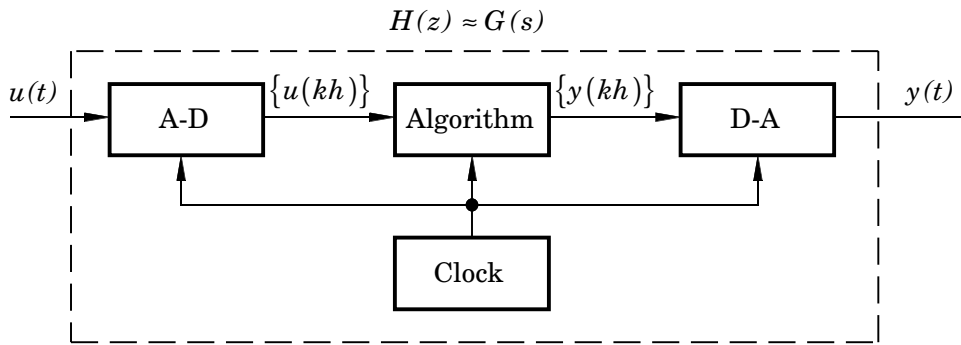 H(z) ≈ G(s)
u(t)
{u(kh)}
{y(kh)}
y(t)
A-D
Algorithm
D-A
Clock